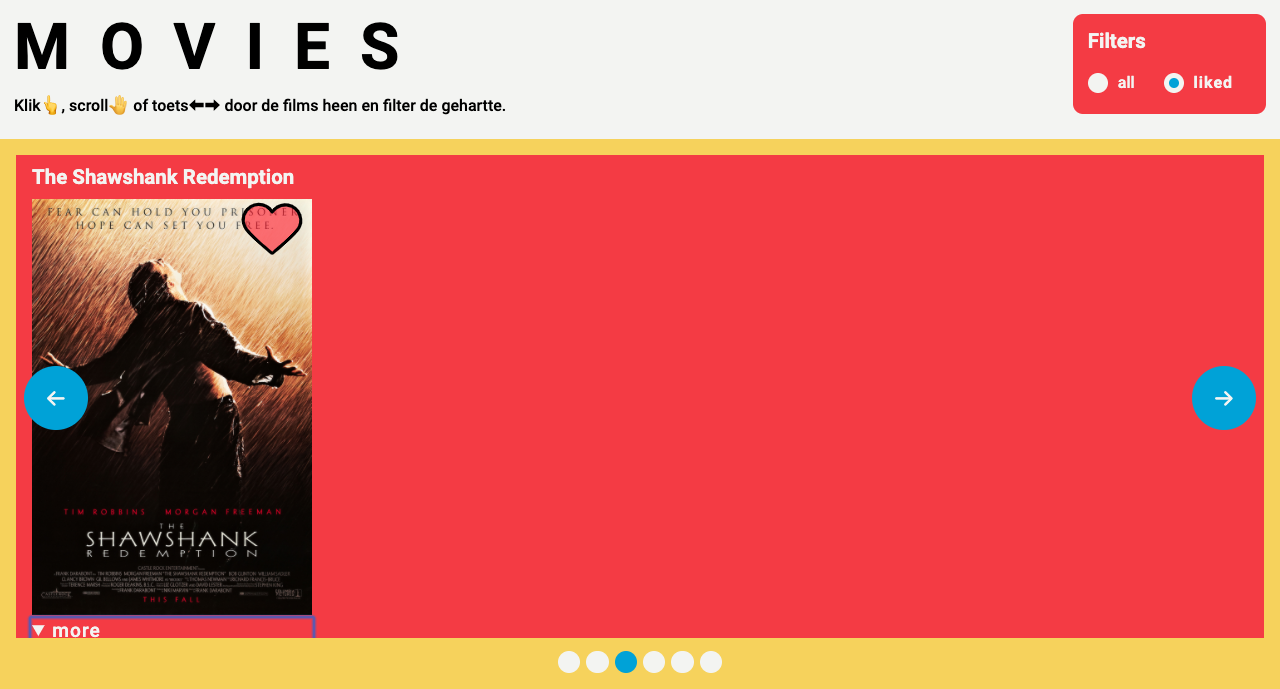 MOVIES
Klik👆, scroll🤚 of toets⬅➡ door de films heen en filter de gehartte.
Filters
all liked
The Shawshank Redemption
FEAR CAN HOLD YOU PRISONER
HOPE CAN SET YOU FREE.
TIM ROBBINS MORGAN FREEMAN
THE
SHAWSHANK
REDEMPTION
THIS FALL
more